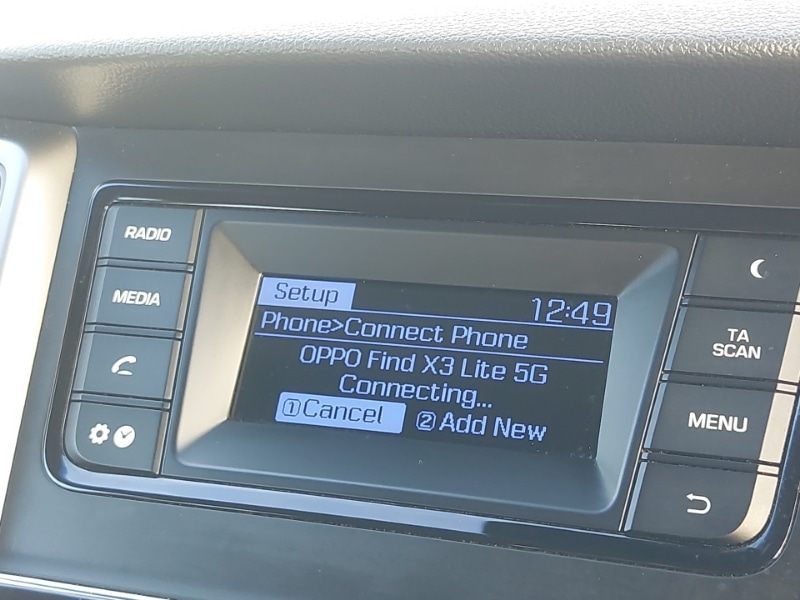 RADIO
MEDIA
Setup
12:49
Phone>Connect Phone
OPPO Find X3 Lite 5G
Connecting...
1Cancel
2Add New
TA
SCAN
MENU